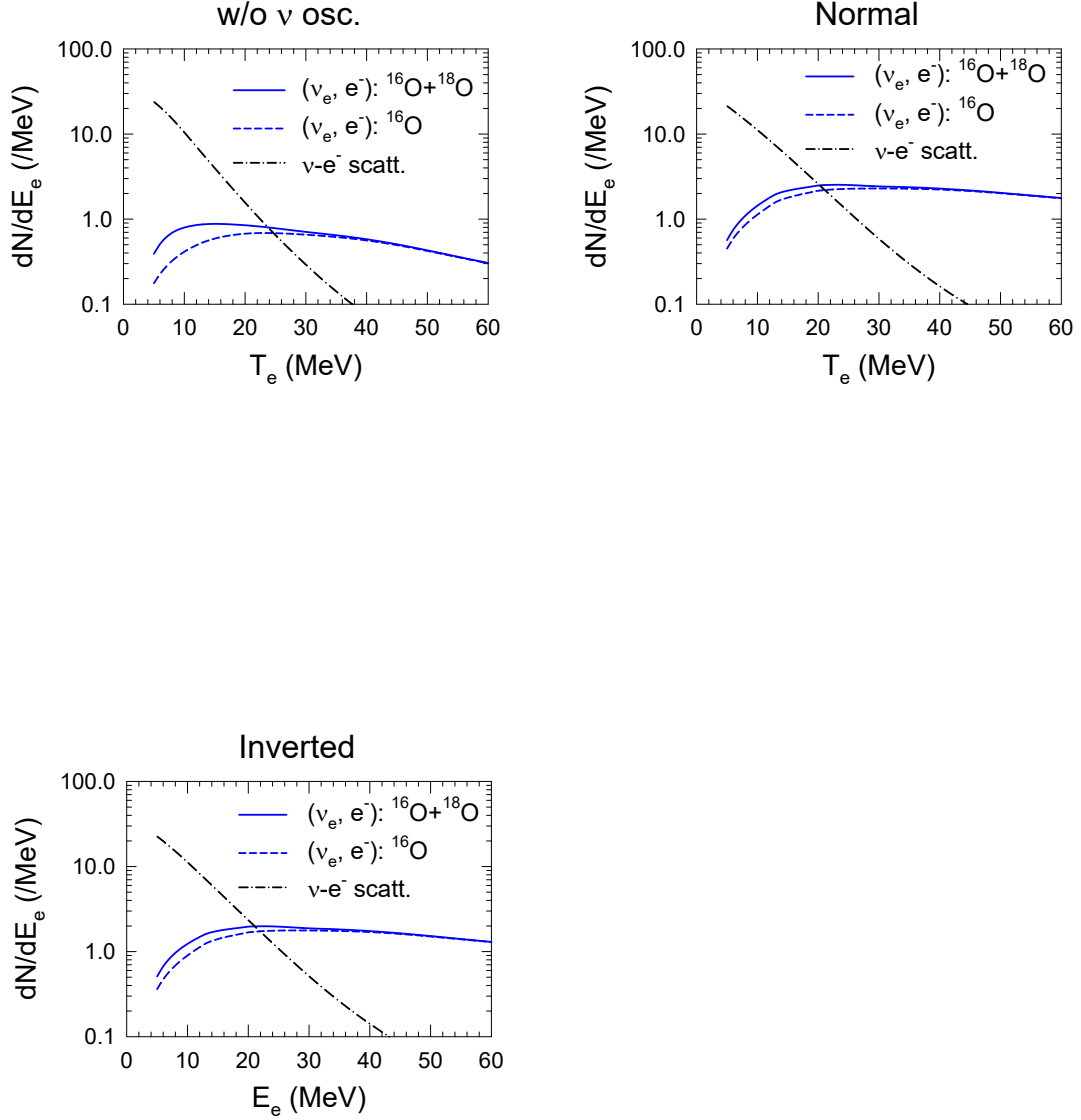 w/o ν osc.
100.0
10.0
1.0
0.1
dN/dE_e (/MeV)
(ν_e, e⁻): ¹⁶O+¹⁸O
(ν_e, e⁻): ¹⁶O
ν-e⁻ scatt.
0 10 20 30 40 50 60
T_e (MeV)
Normal
100.0
10.0
1.0
0.1
dN/dE_e (/MeV)
(ν_e, e⁻): ¹⁶O+¹⁸O
(ν_e, e⁻): ¹⁶O
ν-e⁻ scatt.
0 10 20 30 40 50 60
T_e (MeV)
Inverted
100.0
10.0
1.0
0.1
dN/dE_e (/MeV)
(ν_e, e⁻): ¹⁶O+¹⁸O
(ν_e, e⁻): ¹⁶O
ν-e⁻ scatt.
0 10 20 30 40 50 60
E_e (MeV)